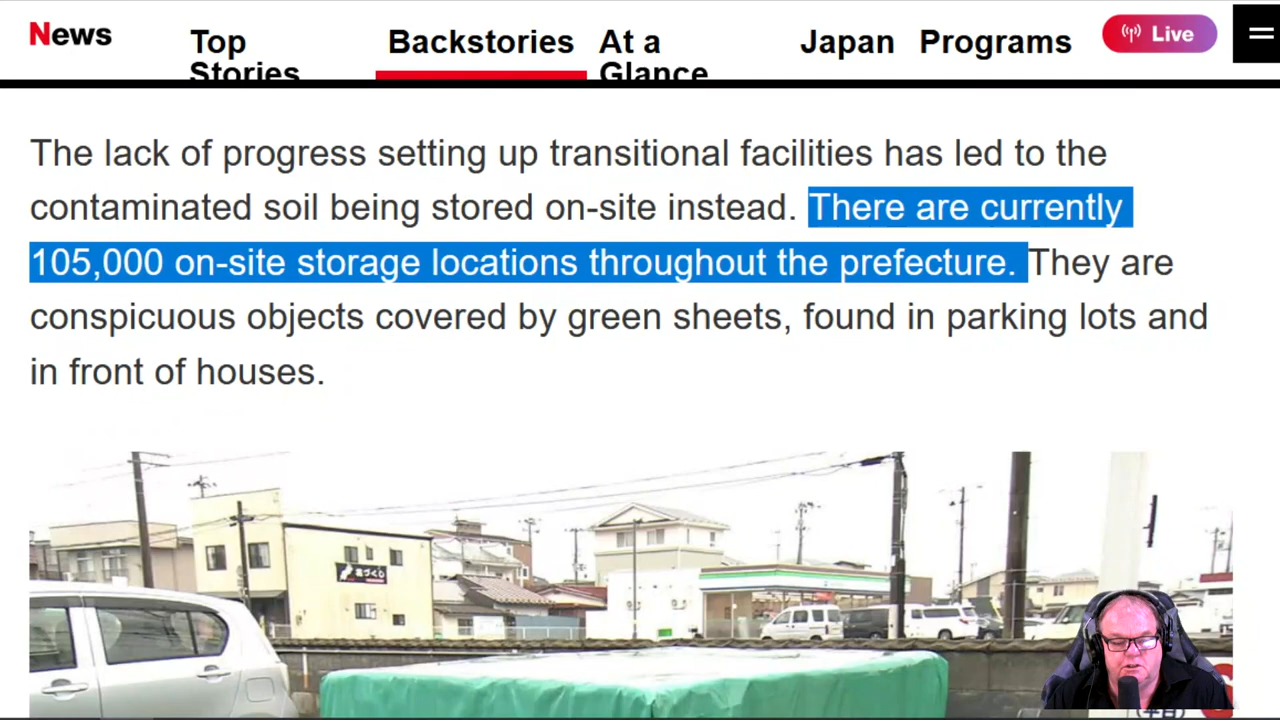 News
Top Stories
Backstories
At a Glance
Japan
Programs
Live
The lack of progress setting up transitional facilities has led to the
contaminated soil being stored on-site instead. There are currently
105,000 on-site storage locations throughout the prefecture. They are
conspicuous objects covered by green sheets, found in parking lots and
in front of houses.